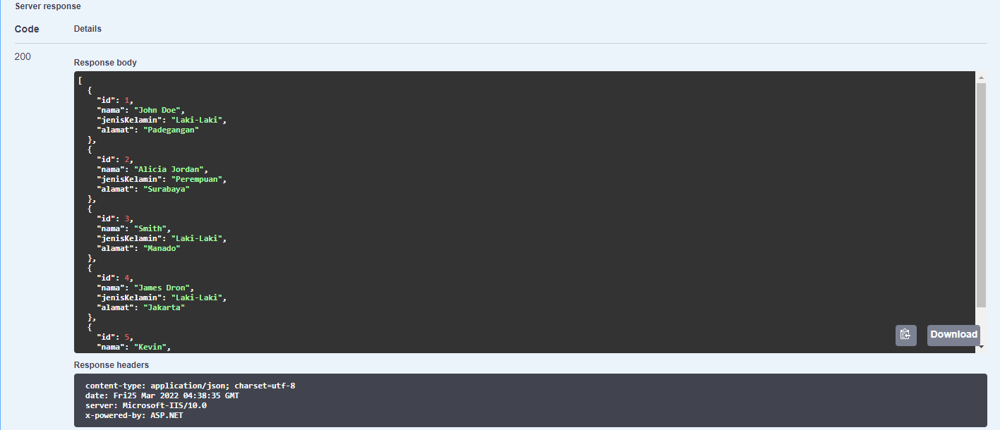 Server response
Code Details
200
Response body
[
  {
    "id": 1,
    "nama": "John Doe",
    "jenisKelamin": "Laki-Laki",
    "alamat": "Padegangan"
  },
  {
    "id": 2,
    "nama": "Alicia Jordan",
    "jenisKelamin": "Perempuan",
    "alamat": "Surabaya"
  },
  {
    "id": 3,
    "nama": "Smith",
    "jenisKelamin": "Laki-Laki",
    "alamat": "Manado"
  },
  {
    "id": 4,
    "nama": "James Dron",
    "jenisKelamin": "Laki-Laki",
    "alamat": "Jakarta"
  },
  {
    "id": 5,
    "nama": "Kevin",
Download
Response headers
content-type: application/json; charset=utf-8
date: Fri25 Mar 2022 04:38:35 GMT
server: Microsoft-IIS/10.0
x-powered-by: ASP.NET